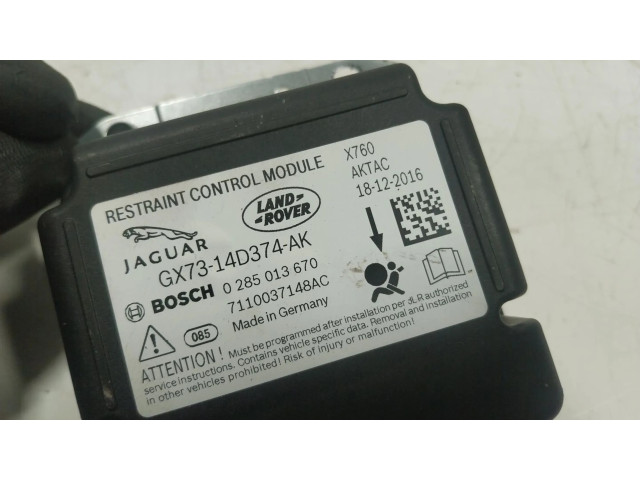 RESTRAINT CONTROL MODULE
X760
AKTAC
18-12-2016
JAGUAR
LAND-
-ROVER
GX73-14D374-AK
BOSCH 0 285 013 670
7110037148AC
085 Made in Germany
ATTENTION! Must be programmed after installation per JLR authorized
service instructions. Contains vehicle specific data. Removal and installation
in other vehicles prohibited! Risk of injury or malfunction!